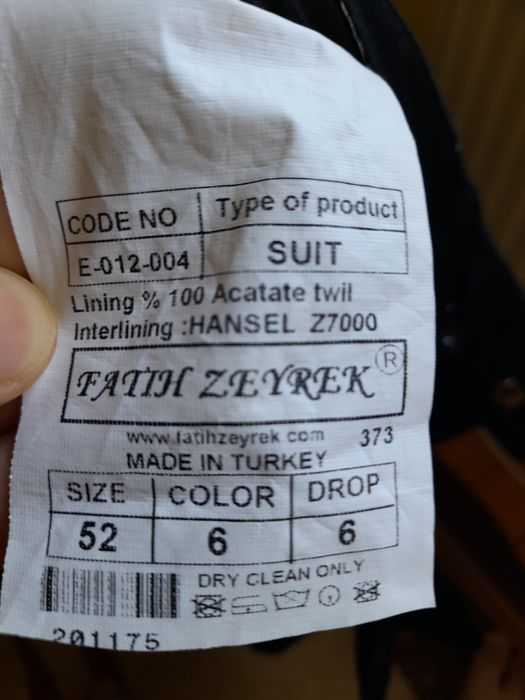 CODE NO Type of product
E-012-004 SUIT
Lining % 100 Acatate twil
Interlining :HANSEL Z7000
FATIH ZEYREK ®
www.fatihzeyrek com 373
MADE IN TURKEY
SIZE COLOR DROP
52 6 6
DRY CLEAN ONLY
201175